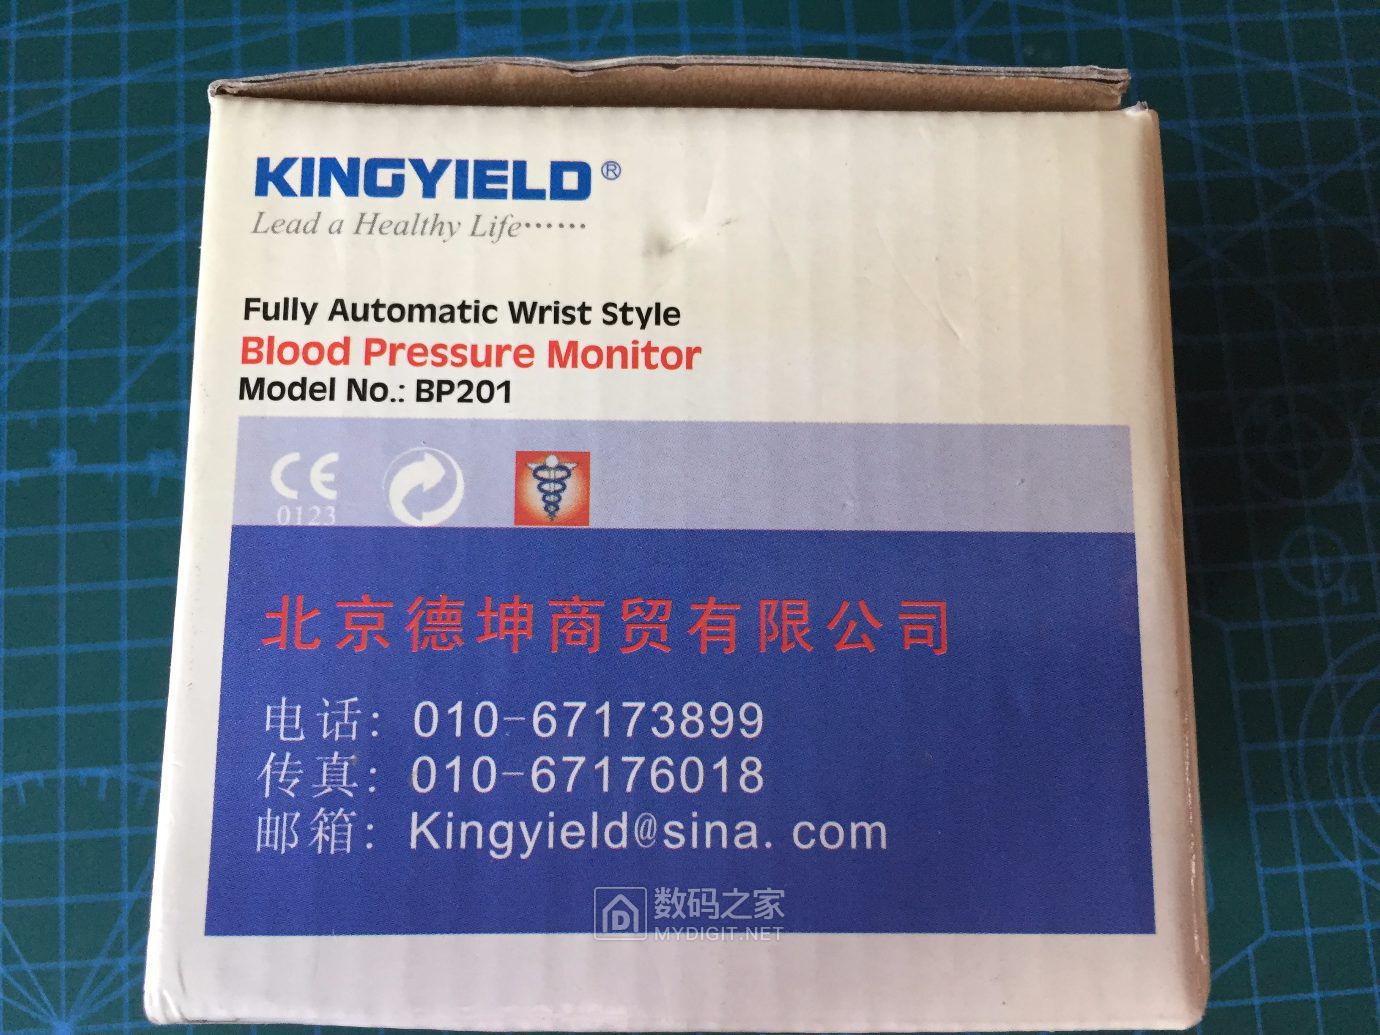 KINGYIELD®
Lead a Healthy Life······
Fully Automatic Wrist Style
Blood Pressure Monitor
Model No.: BP201
CE
0123
北京德坤商贸有限公司
电话: 010-67173899
传真: 010-67176018
邮箱: Kingyield@sina. com
数码之家
MYDIGIT.NET